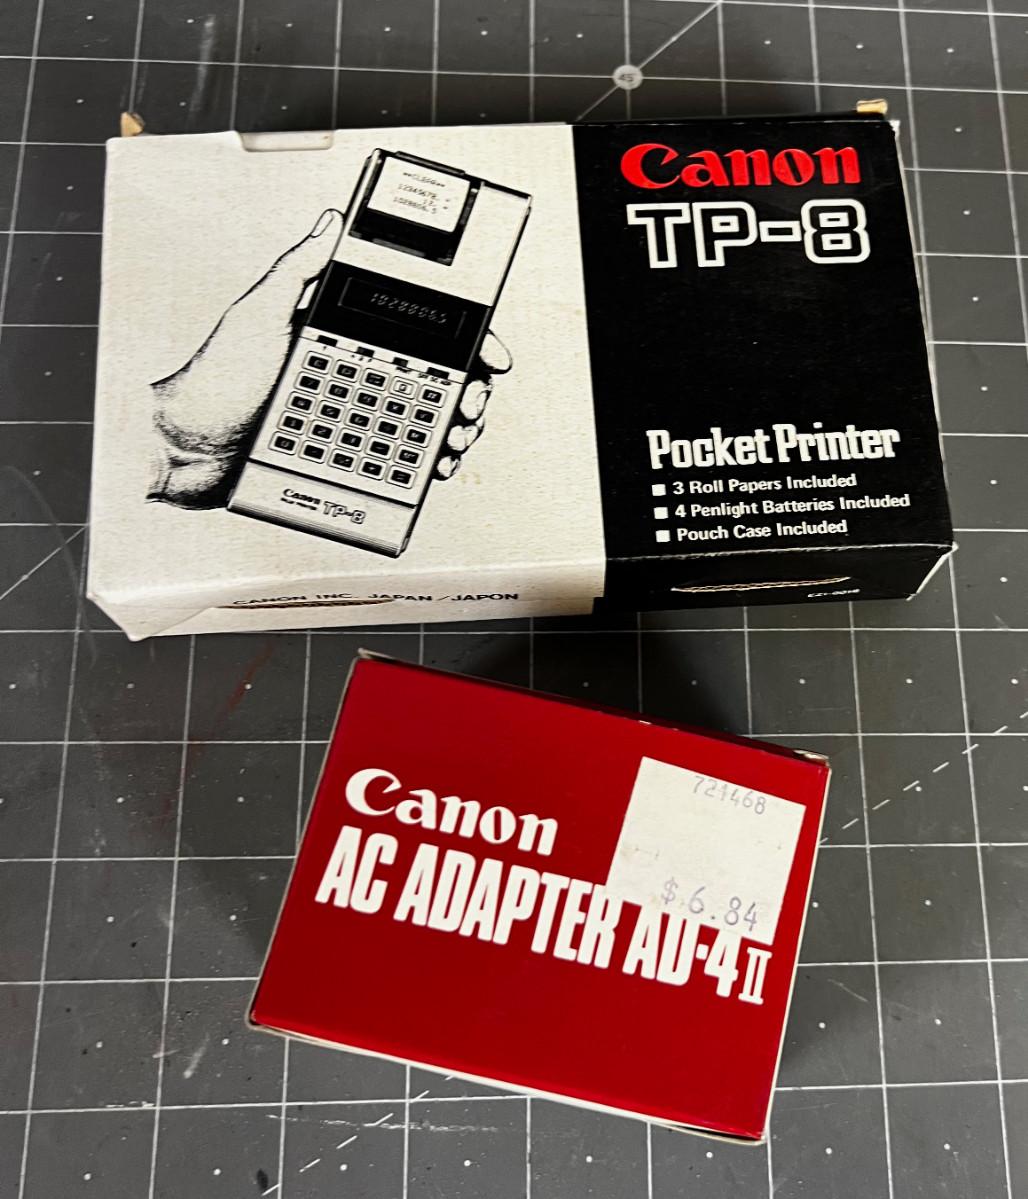 45°
**CLEAR**
Canon
TP-8
Canon
TP-8
Pocket Printer
■ 3 Roll Papers Included
■ 4 Penlight Batteries Included
■ Pouch Case Included
CANON INC. JAPAN/JAPON
721468
$6.84
Canon
AC ADAPTER AD-4 II